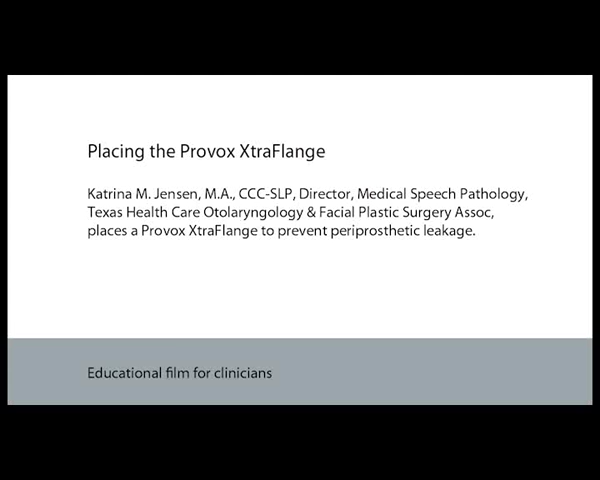 Placing the Provox XtraFlange
Katrina M. Jensen, M.A., CCC-SLP, Director, Medical Speech Pathology,
Texas Health Care Otolaryngology & Facial Plastic Surgery Assoc,
places a Provox XtraFlange to prevent periprosthetic leakage.
Educational film for clinicians